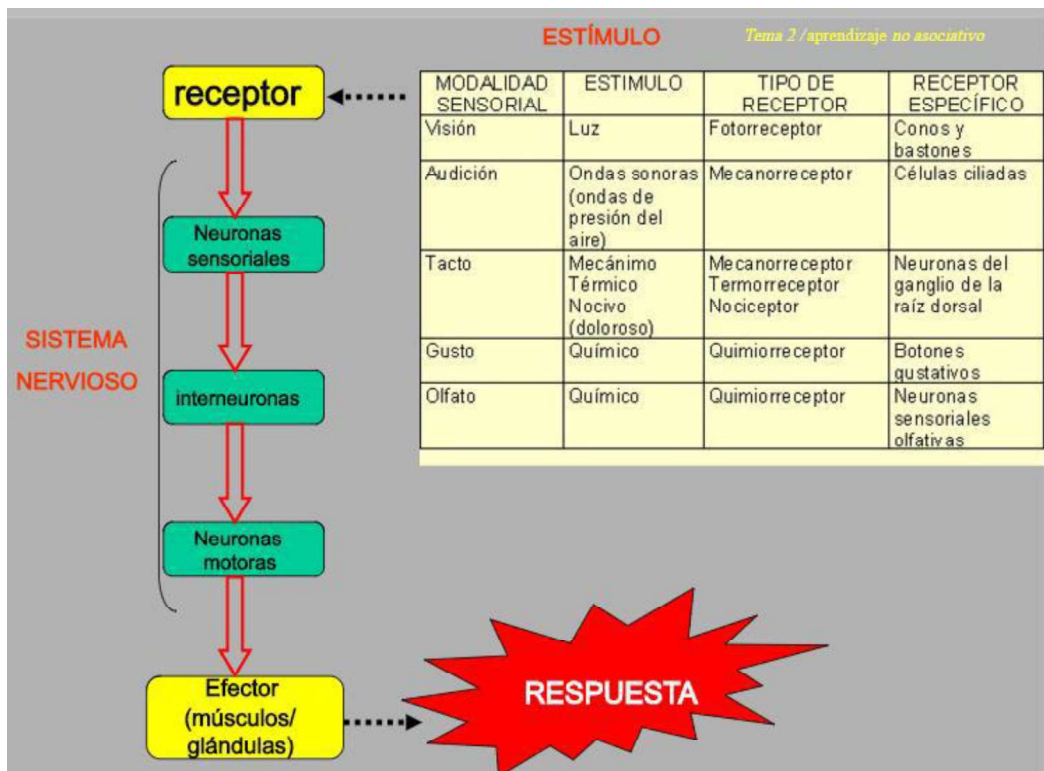 ESTÍMULO
Tema 2 /aprendizaje no asociativo
receptor
Neuronas
sensoriales
SISTEMA
NERVIOSO
interneuronas
Neuronas
motoras
Efector
(músculos/
glándulas)
RESPUESTA
MODALIDAD
SENSORIAL
ESTIMULO
TIPO DE
RECEPTOR
RECEPTOR
ESPECÍFICO
Visión
Luz
Fotorreceptor
Conos y
bastones
Audición
Ondas sonoras
(ondas de
presión del
aire)
Mecanorreceptor
Células ciliadas
Tacto
Mecánimo
Térmico
Nocivo
(doloroso)
Mecanorreceptor
Termorreceptor
Nociceptor
Neuronas del
ganglio de la
raíz dorsal
Gusto
Químico
Quimiorreceptor
Botones
gustativos
Olfato
Químico
Quimiorreceptor
Neuronas
sensoriales
olfativas